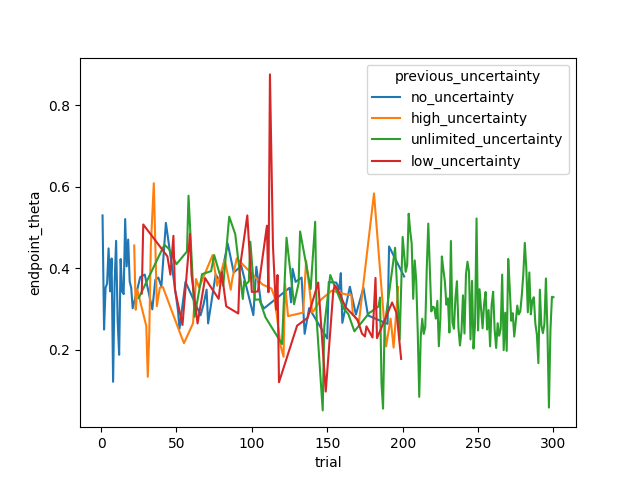 previous_uncertainty
no_uncertainty
high_uncertainty
unlimited_uncertainty
low_uncertainty
endpoint_theta
0.8
0.6
0.4
0.2
0 50 100 150 200 250 300
trial